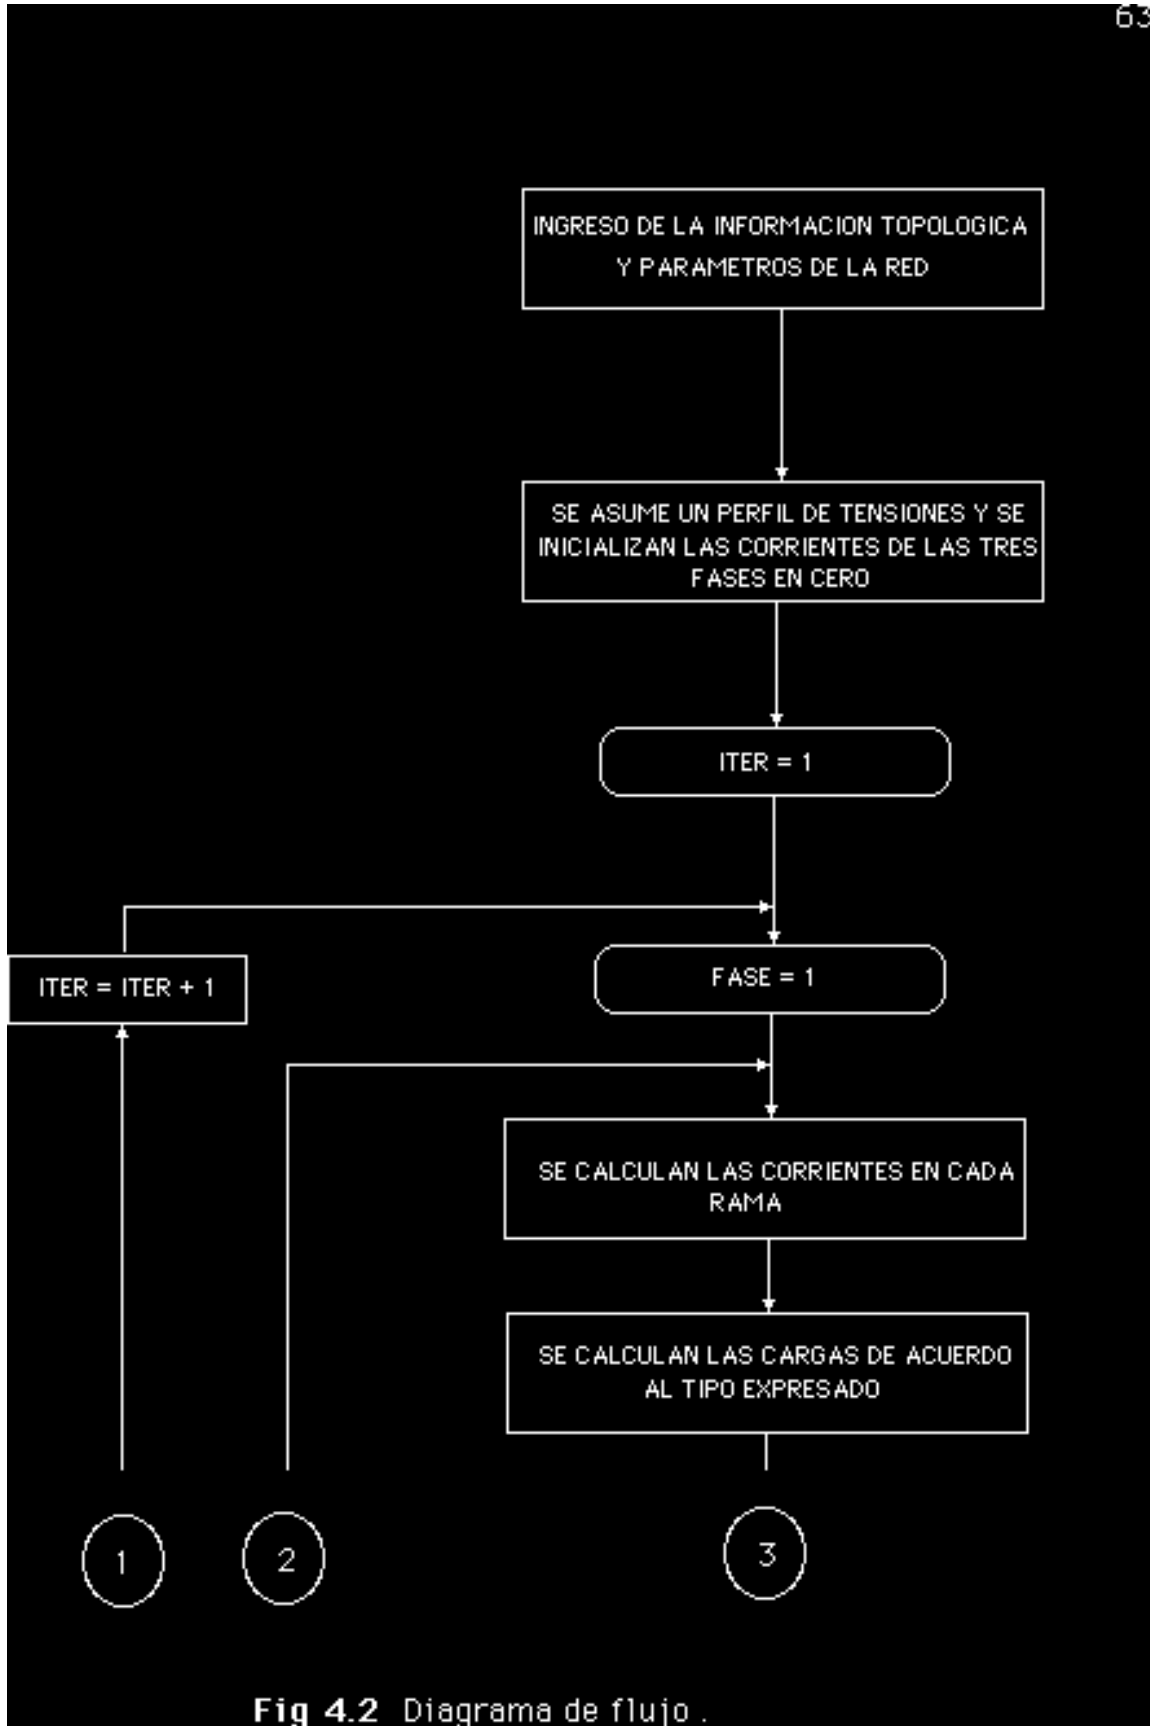 63
INGRESO DE LA INFORMACION TOPOLOGICA
Y PARAMETROS DE LA RED
SE ASUME UN PERFIL DE TENSIONES Y SE
INICIALIZAN LAS CORRIENTES DE LAS TRES
FASES EN CERO
ITER = 1
ITER = ITER + 1
FASE = 1
SE CALCULAN LAS CORRIENTES EN CADA
RAMA
SE CALCULAN LAS CARGAS DE ACUERDO
AL TIPO EXPRESADO
1
2
3
Fig 4.2 Diagrama de flujo .